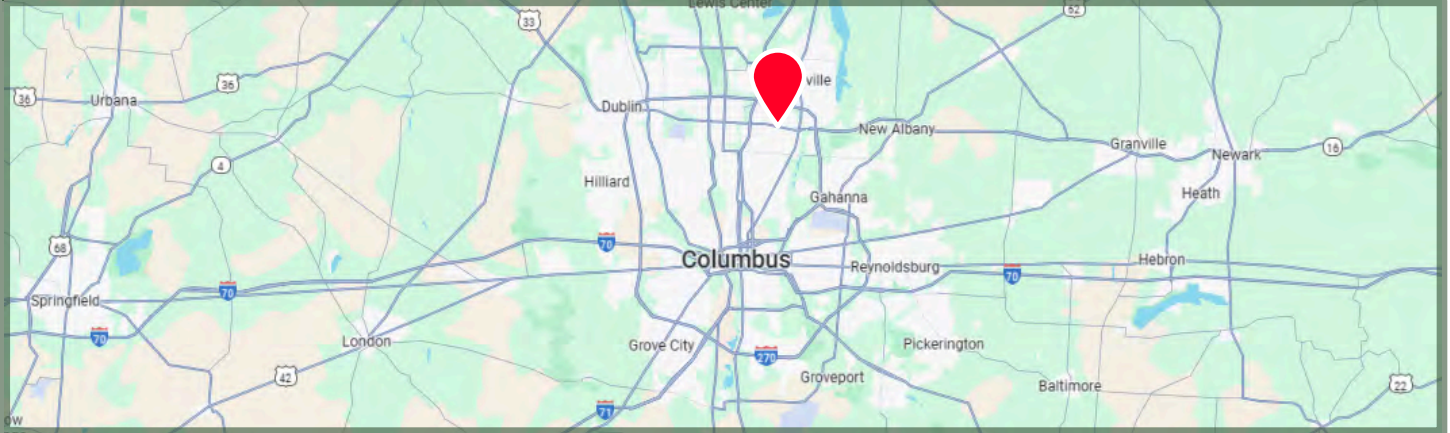 Lewis Center
33
62
ville
36
36
Urbana
Dublin
New Albany
Granville
Newark
16
4
Hilliard
Heath
Gahanna
68
70
Columbus
Reynoldsburg
70
Hebron
70
Springfield
70
London
Grove City
270
Pickerington
42
Groveport
Baltimore
22
71
ow